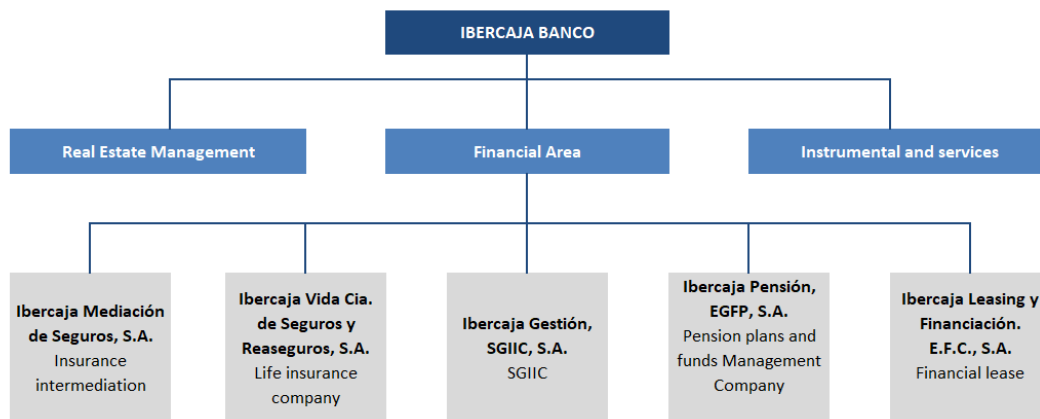 IBERCAJA BANCO
Real Estate Management
Financial Area
Instrumental and services
Ibercaja Mediación
de Seguros, S.A.
Insurance
intermediation
Ibercaja Vida Cia.
de Seguros y
Reaseguros, S.A.
Life insurance
company
Ibercaja Gestión,
SGIIC, S.A.
SGIIC
Ibercaja Pensión,
EGFP, S.A.
Pension plans and
funds Management
Company
Ibercaja Leasing y
Financiación.
E.F.C., S.A.
Financial lease